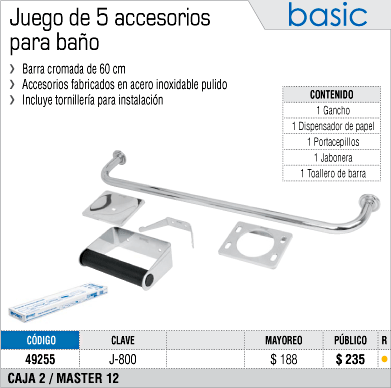 Juego de 5 accesorios
para baño
basic
❯ Barra cromada de 60 cm
❯ Accesorios fabricados en acero inoxidable pulido
❯ Incluye tornillería para instalación
CONTENIDO
1 Gancho
1 Dispensador de papel
1 Portacepillos
1 Jabonera
1 Toallero de barra
CÓDIGO CLAVE MAYOREO PÚBLICO R
49255 J-800 $ 188 $ 235
CAJA 2 / MASTER 12